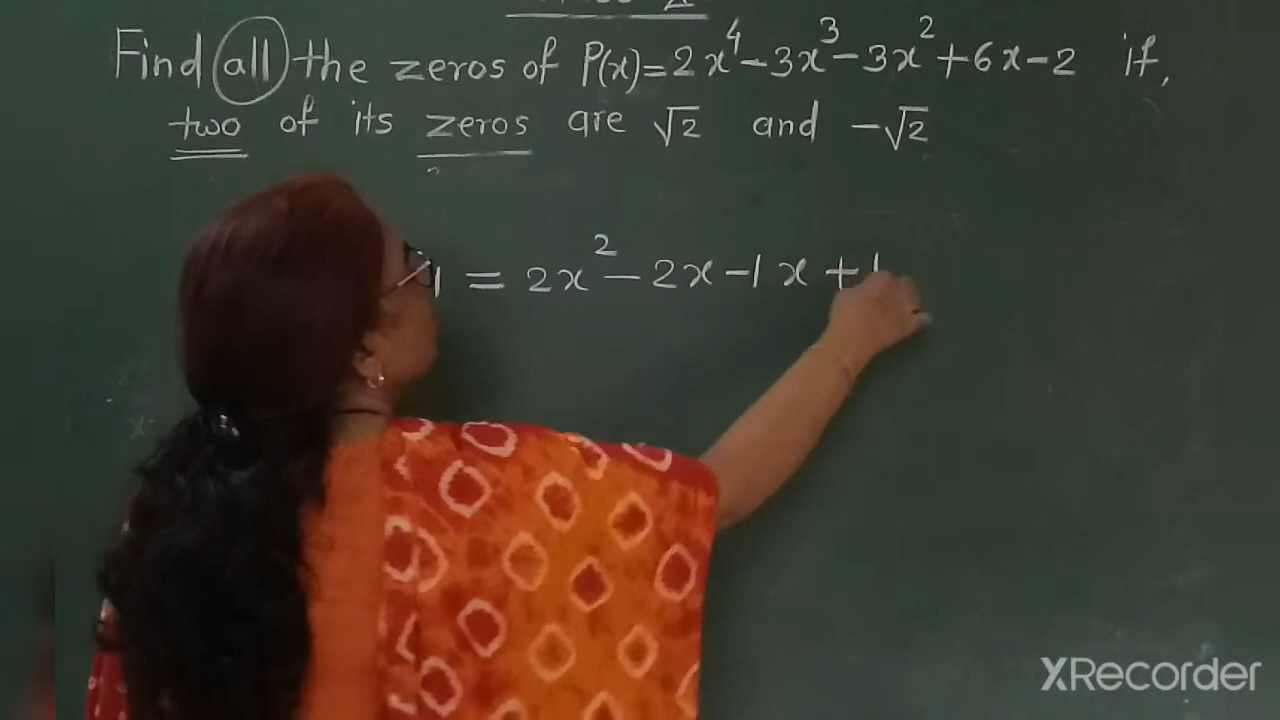 Find all the zeros of P(x)=2x⁴-3x³-3x²+6x-2 if,
two of its zeros are √2 and -√2
1 = 2x²-2x-1x+1
XRecorder